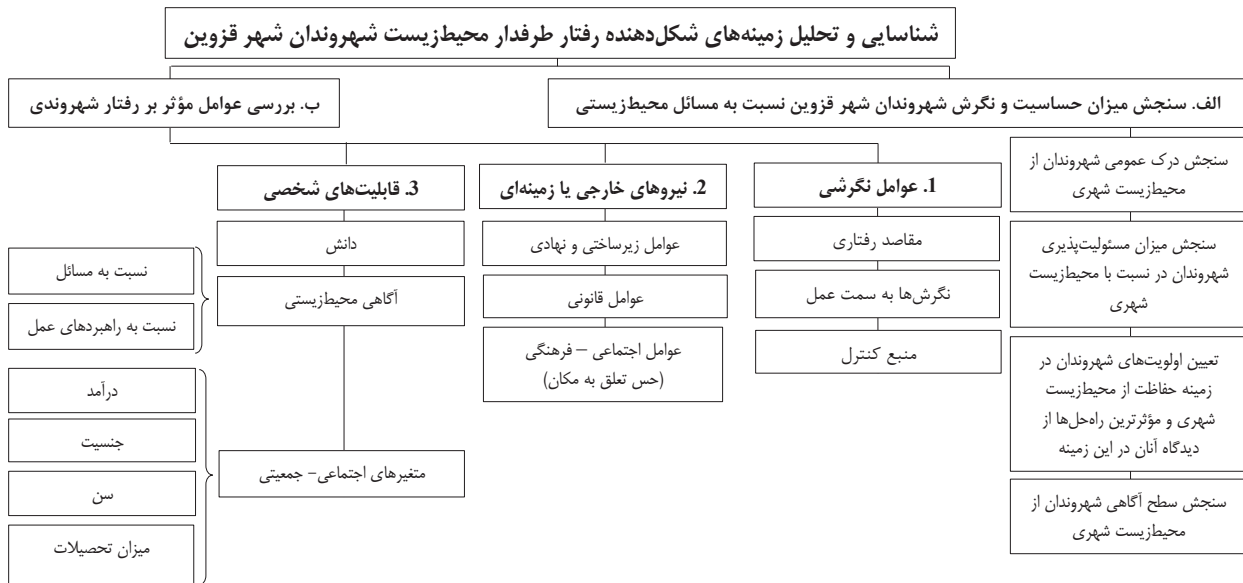 شناسایی و تحلیل زمینه‌های شکل‌دهنده رفتار طرفدار محیط‌زیست شهروندان شهر قزوین
الف. سنجش میزان حساسیت و نگرش شهروندان شهر قزوین نسبت به مسائل محیط‌زیستی
سنجش درک عمومی شهروندان از
محیط‌زیست شهری
سنجش میزان مسئولیت‌پذیری
شهروندان در نسبت با محیط‌زیست
شهری
تعیین اولویت‌های شهروندان در
زمینه حفاظت از محیط‌زیست
شهری و مؤثرترین راه‌حل‌ها از
دیدگاه آنان در این زمینه
سنجش سطح آگاهی شهروندان از
محیط‌زیست شهری
ب. بررسی عوامل مؤثر بر رفتار شهروندی
1. عوامل نگرشی
مقاصد رفتاری
نگرش‌ها به سمت عمل
منبع کنترل
2. نیروهای خارجی یا زمینه‌ای
عوامل زیرساختی و نهادی
عوامل قانونی
عوامل اجتماعی – فرهنگی
(حس تعلق به مکان)
3. قابلیت‌های شخصی
دانش
آگاهی محیط‌زیستی
نسبت به مسائل
نسبت به راهبردهای عمل
متغیرهای اجتماعی- جمعیتی
درآمد
جنسیت
سن
میزان تحصیلات